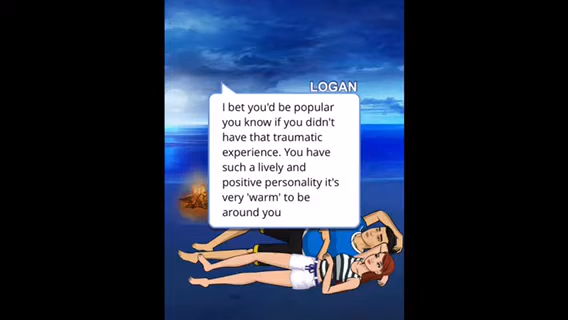 LOGAN
I bet you'd be popular
you know if you didn't
have that traumatic
experience. You have
such a lively and
positive personality it's
very 'warm' to be
around you